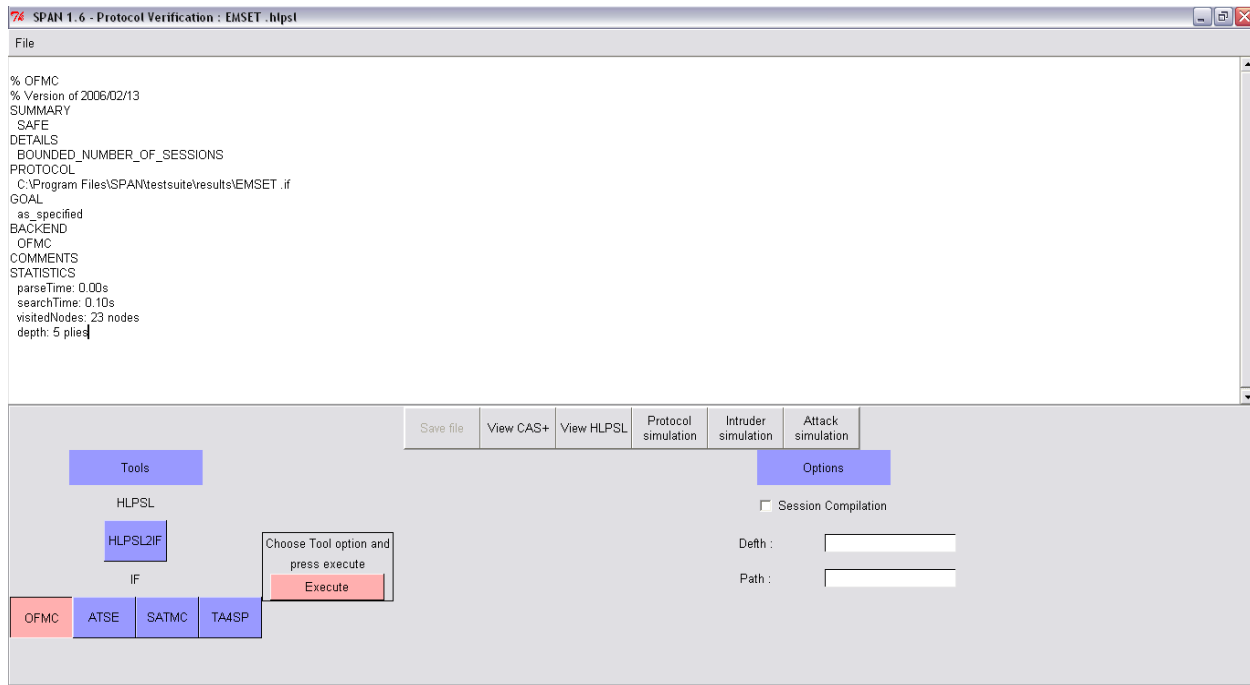 SPAN 1.6 - Protocol Verification : EMSET .hlpsl
File
% OFMC
% Version of 2006/02/13
SUMMARY
SAFE
DETAILS
BOUNDED_NUMBER_OF_SESSIONS
PROTOCOL
C:\Program Files\SPAN\testsuite\results\EMSET .if
GOAL
as_specified
BACKEND
OFMC
COMMENTS
STATISTICS
parseTime: 0.00s
searchTime: 0.10s
visitedNodes: 23 nodes
depth: 5 plies
Save file
View CAS+
View HLPSL
Protocol
simulation
Intruder
simulation
Attack
simulation
Tools
Options
HLPSL
Session Compilation
HLPSL2IF
Choose Tool option and
press execute
Execute
Defth :
IF
Path :
OFMC
ATSE
SATMC
TA4SP